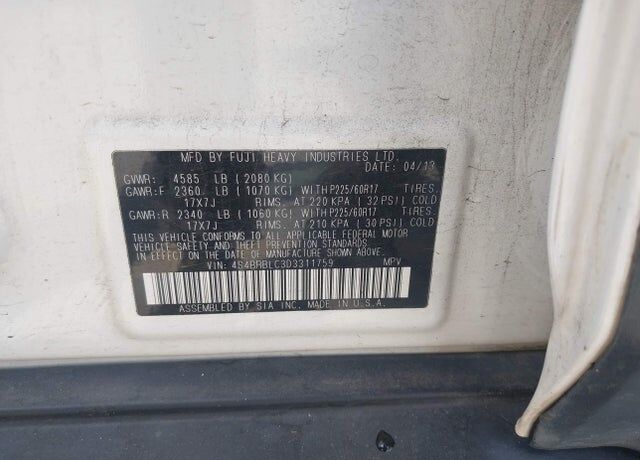 MFD BY FUJI HEAVY INDUSTRIES LTD.
DATE: 04/13
GVWR: 4585 LB (2080 KG)
GAWR:F 2360 LB (1070 KG) WITH P225/60R17 TIRES.
17X7J RIMS. AT 220 KPA (32 PSI) COLD
GAWR:R 2340 LB (1060 KG) WITH P225/60R17 TIRES.
17X7J RIMS. AT 210 KPA (30 PSI) COLD
THIS VEHICLE CONFORMS TO ALL APPLICABLE FEDERAL MOTOR
VEHICLE SAFETY AND THEFT PREVENTION STANDARDS
IN EFFECT ON THE DATE OF MANUFACTURE SHOWN ABOVE.
VIN: 4S4BRBLC3D3311759 MPV
ASSEMBLED BY SIA INC. MADE IN U.S.A.